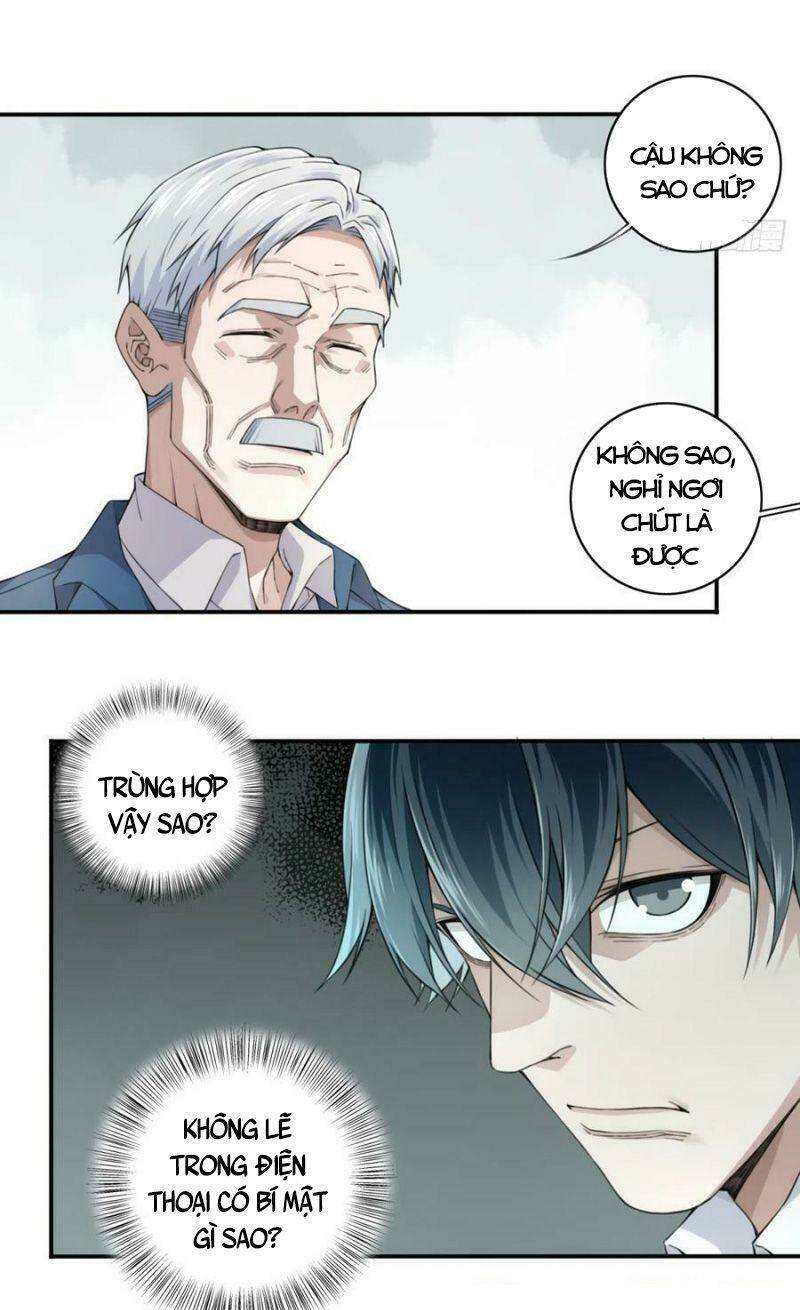 CẬU KHÔNG
SAO CHỨ?
KHÔNG SAO,
NGHỈ NGƠI
CHÚT LÀ
ĐƯỢC
TRÙNG HỢP
VẬY SAO?
KHÔNG LẼ
TRONG ĐIỆN
THOẠI CÓ BÍ MẬT
GÌ SAO?